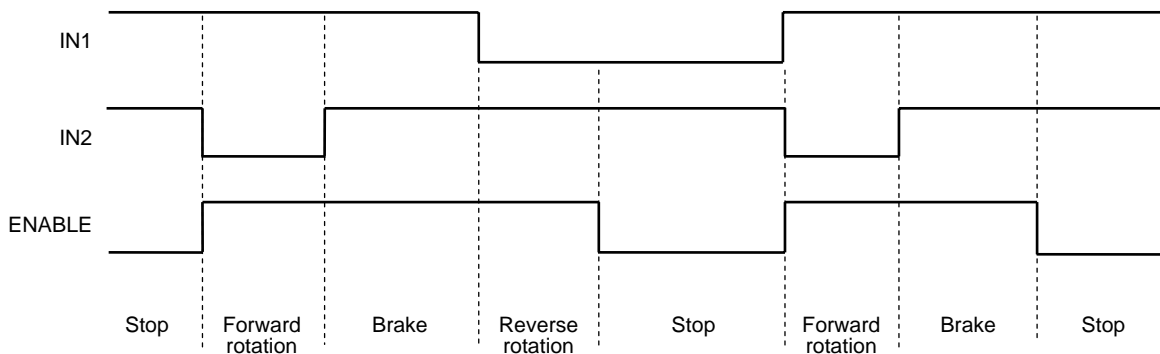 IN1
IN2
ENABLE
Stop
Forward
rotation
Brake
Reverse
rotation
Stop
Forward
rotation
Brake
Stop